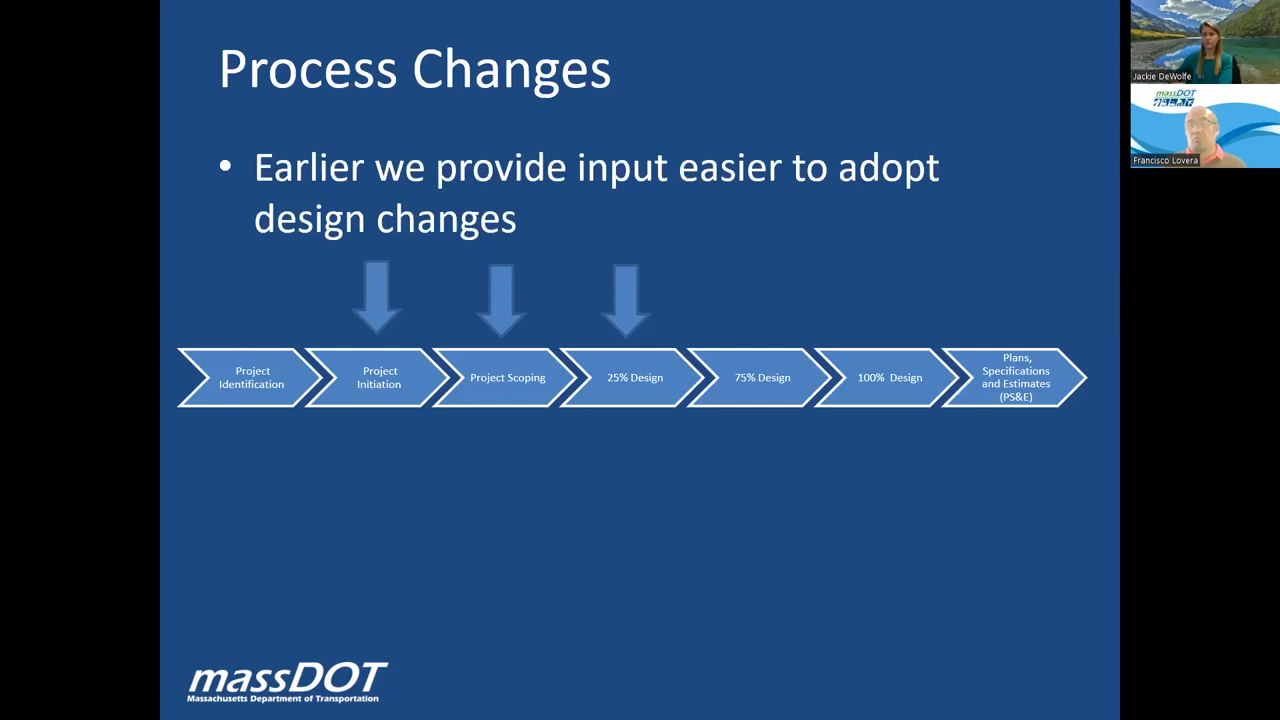 Process Changes
• Earlier we provide input easier to adopt
design changes
Project
Identification
Project
Initiation
Project Scoping
25% Design
75% Design
100% Design
Plans,
Specifications
and Estimates
(PS&E)
massDOT
Massachusetts Department of Transportation
Jackie DeWolfe
massDOT
Francisco Lovera